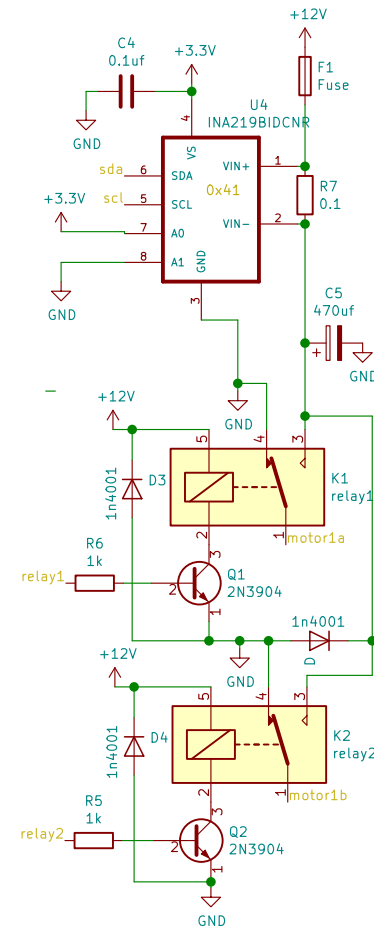 +12V
C4
0.1uf
+3.3V
F1
Fuse
GND
U4
INA219BIDCNR
4
VS
sda
6
SDA
VIN+
1
0x41
R7
0.1
scl
5
SCL
+3.3V
7
A0
VIN-
2
8
A1
GND
3
GND
C5
470uf
+
GND
+12V
GND
5
4
3
1n4001
D3
K1
relay1
2
1
motor1a
R6
1k
3
relay1
2
Q1
2N3904
1
1n4001
D
+12V
GND
5
4
3
1n4001
D4
K2
relay2
2
1
motor1b
R5
1k
3
relay2
2
Q2
2N3904
1
GND